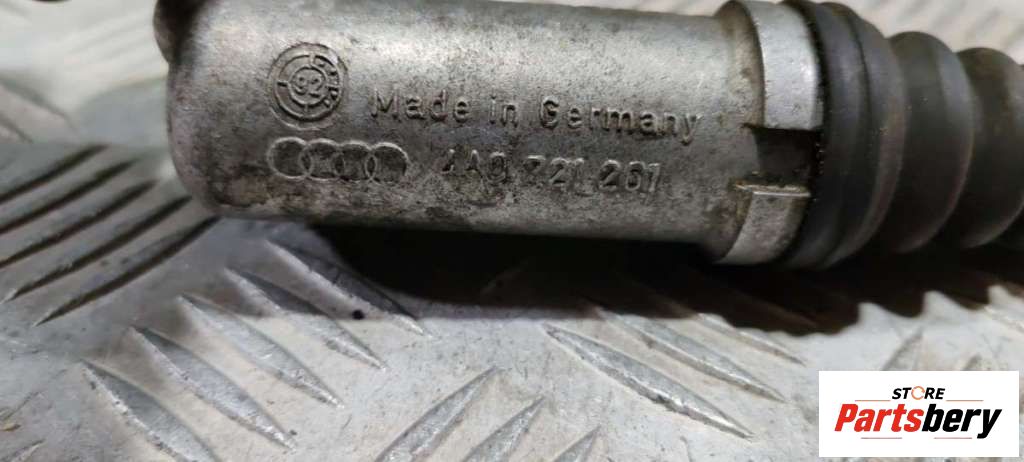 92
Made in Germany
4A0 721 261
STORE
Partsbery